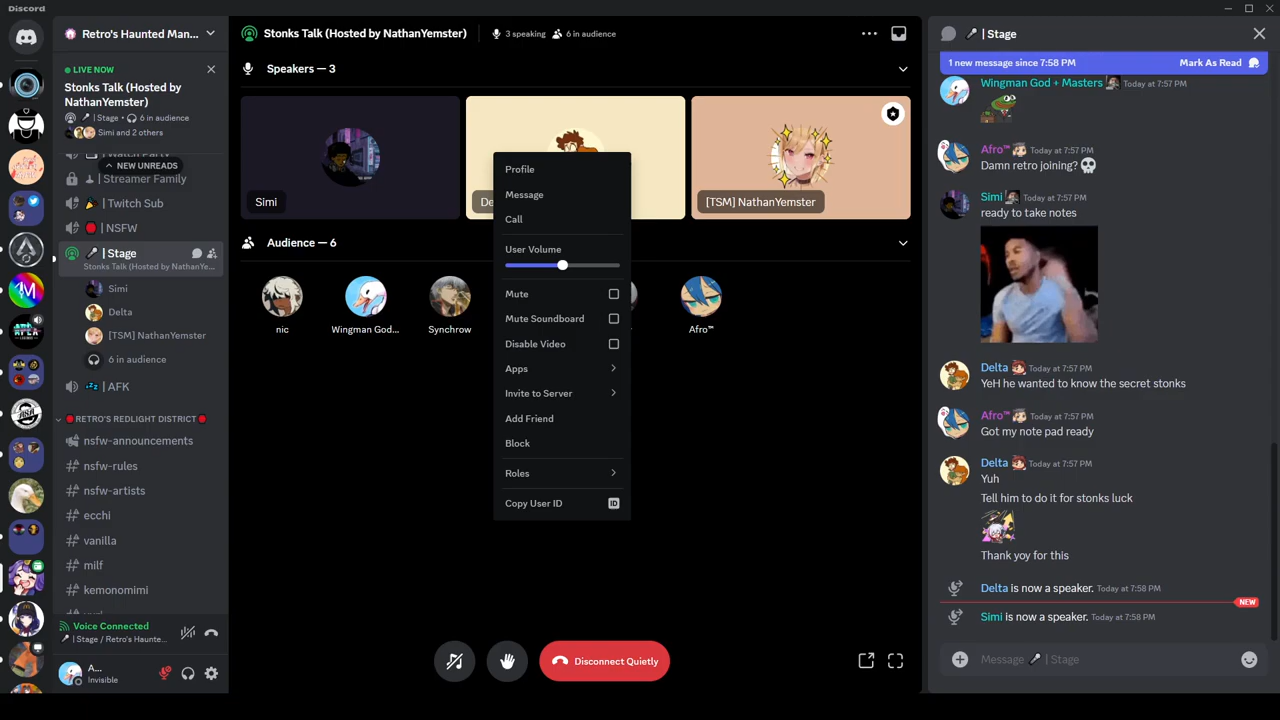 Discord
Retro's Haunted Man...
LIVE NOW
Stonks Talk (Hosted by
NathanYemster)
| Stage • 6 in audience
Simi and 2 others
NEW UNREADS
| Streamer Family
| Twitch Sub
| NSFW
| Stage
Stonks Talk (Hosted by NathanYe...
Simi
Delta
[TSM] NathanYemster
6 in audience
| AFK
RETRO'S REDLIGHT DISTRICT
nsfw-announcements
nsfw-rules
nsfw-artists
ecchi
vanilla
milf
kemonomimi
Voice Connected
| Stage / Retro's Haunte...
A...
Invisible
Stonks Talk (Hosted by NathanYemster)
3 speaking
6 in audience
Speakers — 3
Simi
De
[TSM] NathanYemster
Audience — 6
nic
Wingman God...
Synchrow
Afro™
Profile
Message
Call
User Volume
Mute
Mute Soundboard
Disable Video
Apps
Invite to Server
Add Friend
Block
Roles
Copy User ID
ID
Disconnect Quietly
| Stage
1 new message since 7:58 PM
Mark As Read
Wingman God + Masters Today at 7:57 PM
Afro™ Today at 7:57 PM
Damn retro joining?
Simi Today at 7:57 PM
ready to take notes
Delta Today at 7:57 PM
YeH he wanted to know the secret stonks
Afro™ Today at 7:57 PM
Got my note pad ready
Delta Today at 7:57 PM
Yuh
Tell him to do it for stonks luck
Thank yoy for this
Delta is now a speaker. Today at 7:58 PM
NEW
Simi is now a speaker. Today at 7:58 PM
Message | Stage